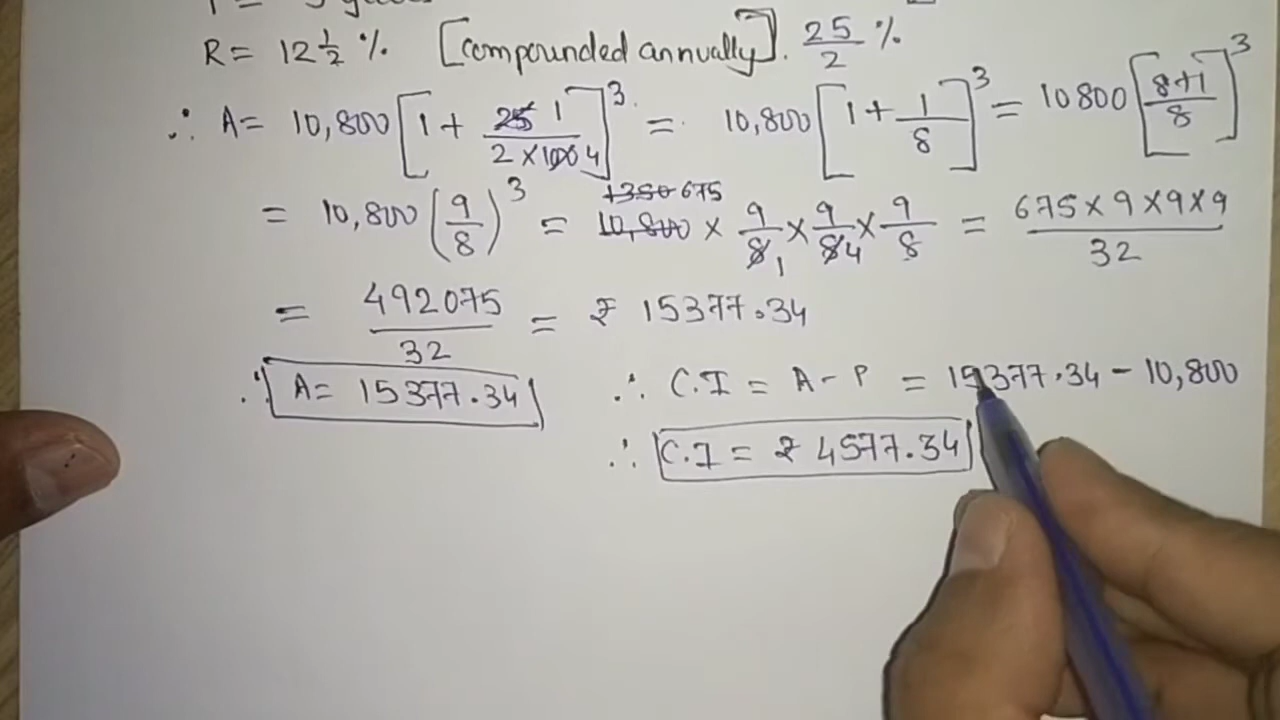 R = 12 1/2 % [compounded annually]. 25/2 %
∴ A = 10,800 [1 + 25 1 / 2 × 100 4]³ = 10,800 [1 + 1/8]³ = 10800 [8+1/8]³
= 10,800 (9/8)³ = 1350 675 10,800 × 9/8 1 × 9/8 4 × 9/8 = 675 × 9 × 9 × 9 / 32
= 492075/32 = ₹ 15377.34
∴ A = 15377.34 ∴ C.I = A - P = 15377.34 - 10,800
∴ C.I = ₹ 4577.34